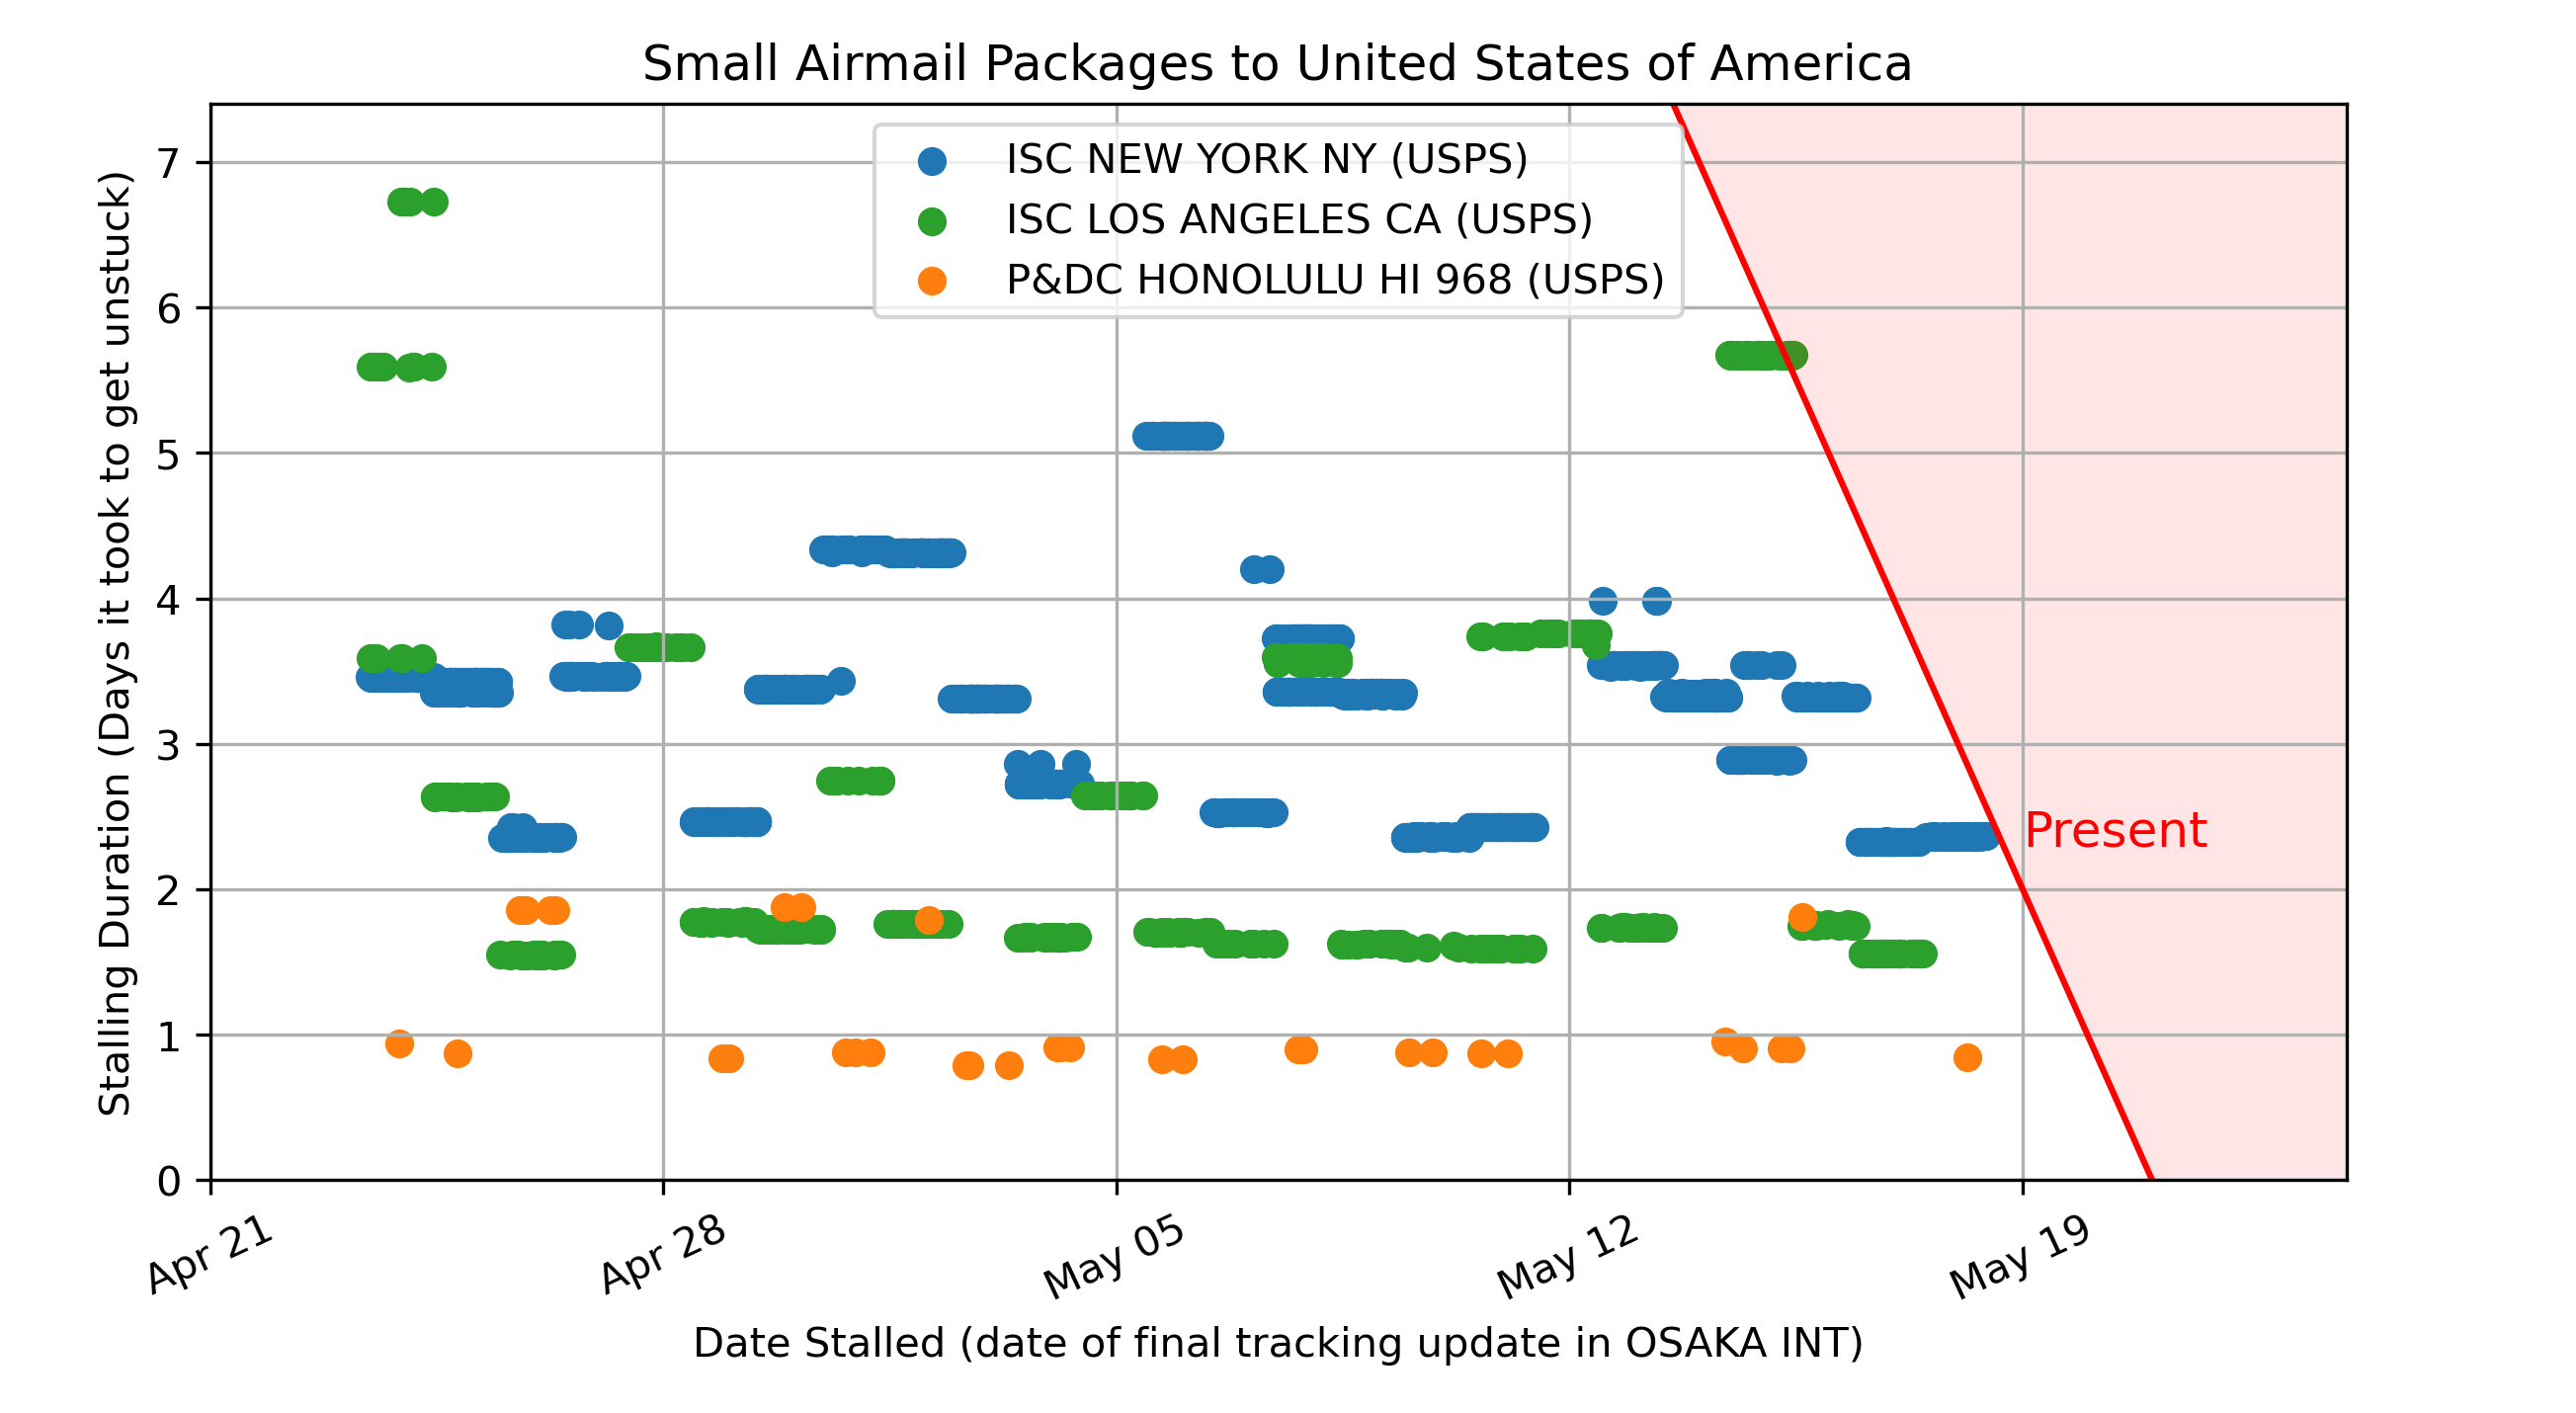 Small Airmail Packages to United States of America
ISC NEW YORK NY (USPS)
ISC LOS ANGELES CA (USPS)
P&DC HONOLULU HI 968 (USPS)
Stalling Duration (Days it took to get unstuck)
7
6
5
4
3
2
1
0
Present
Apr 21
Apr 28
May 05
May 12
May 19
Date Stalled (date of final tracking update in OSAKA INT)